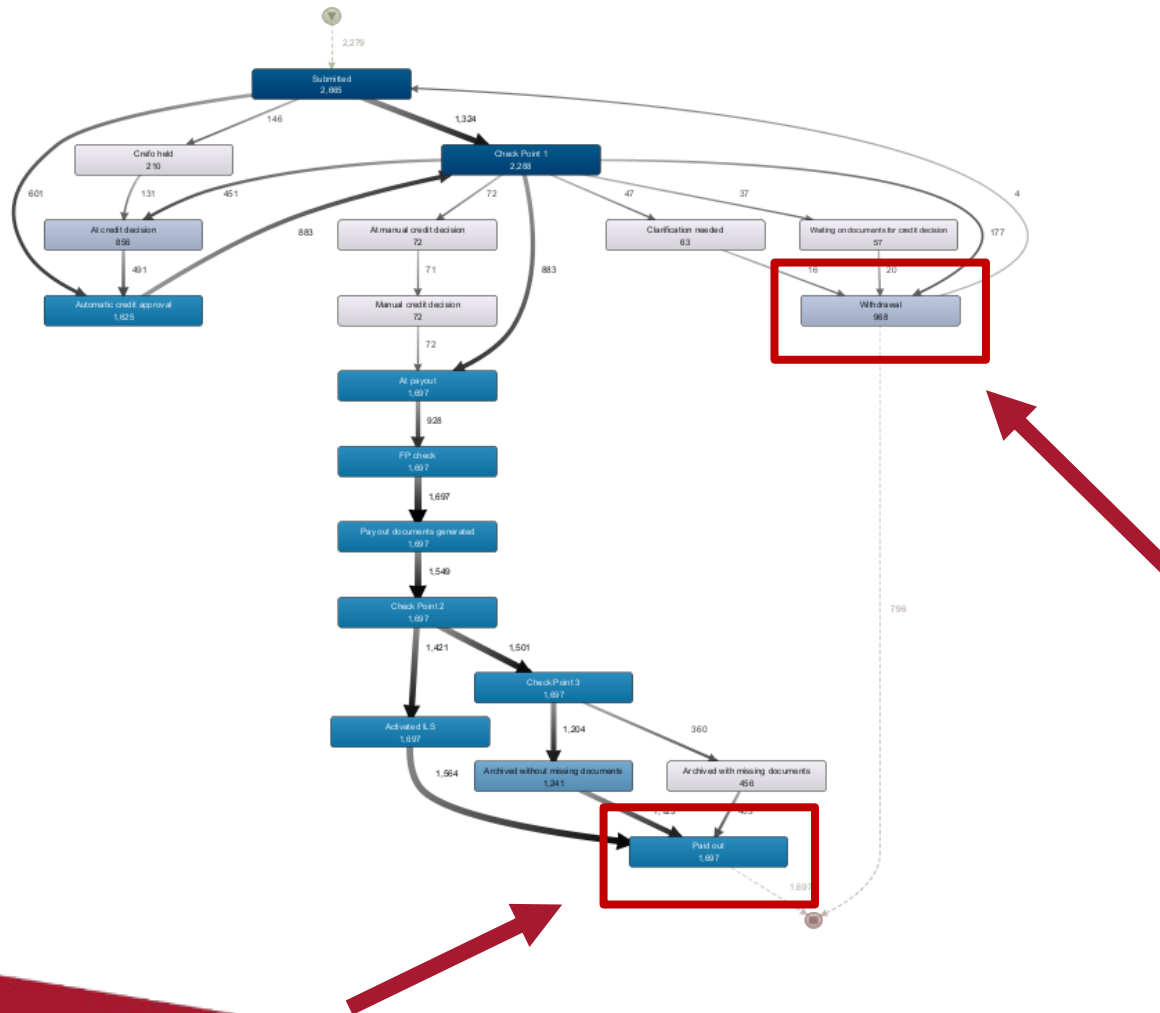 2,279
Submitted
2,665
146
1,324
Crefo held
210
Check Point 1
2,288
601
131
451
72
47
37
4
At credit decision
856
883
At manual credit decision
72
Clarification needed
63
Waiting on documents for credit decision
57
177
491
71
883
16
20
Automatic credit approval
1,625
Manual credit decision
72
Withdrawal
968
72
At payout
1,697
928
FP check
1,697
1,697
Pay out documents generated
1,697
1,549
Check Point 2
1,697
796
1,421
1,501
Check Point 3
1,697
Activated ILS
1,697
1,204
360
1,564
Archived without missing documents
1,241
Archived with missing documents
456
Paid out
1,697
1,697